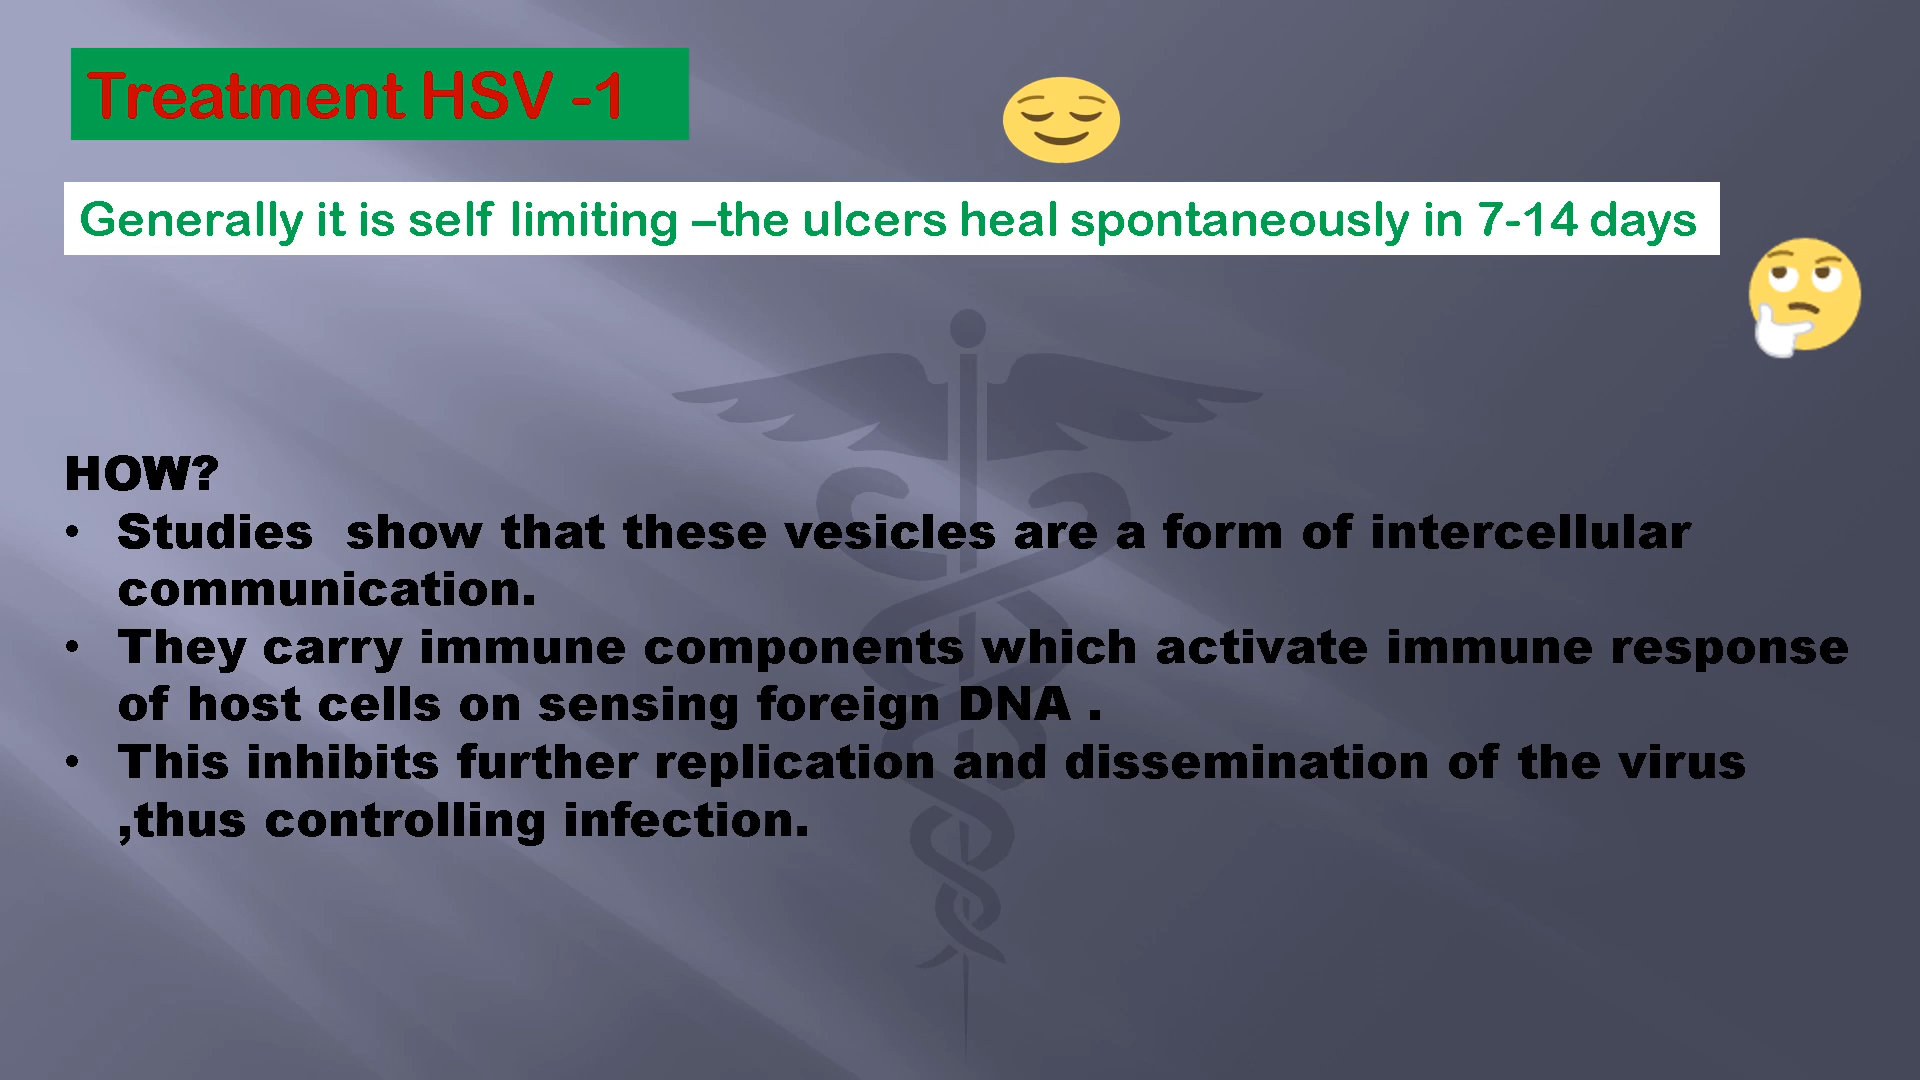 Treatment HSV -1
Generally it is self limiting –the ulcers heal spontaneously in 7-14 days
HOW?
• Studies  show that these vesicles are a form of intercellular
communication.
• They carry immune components which activate immune response
of host cells on sensing foreign DNA .
• This inhibits further replication and dissemination of the virus
,thus controlling infection.